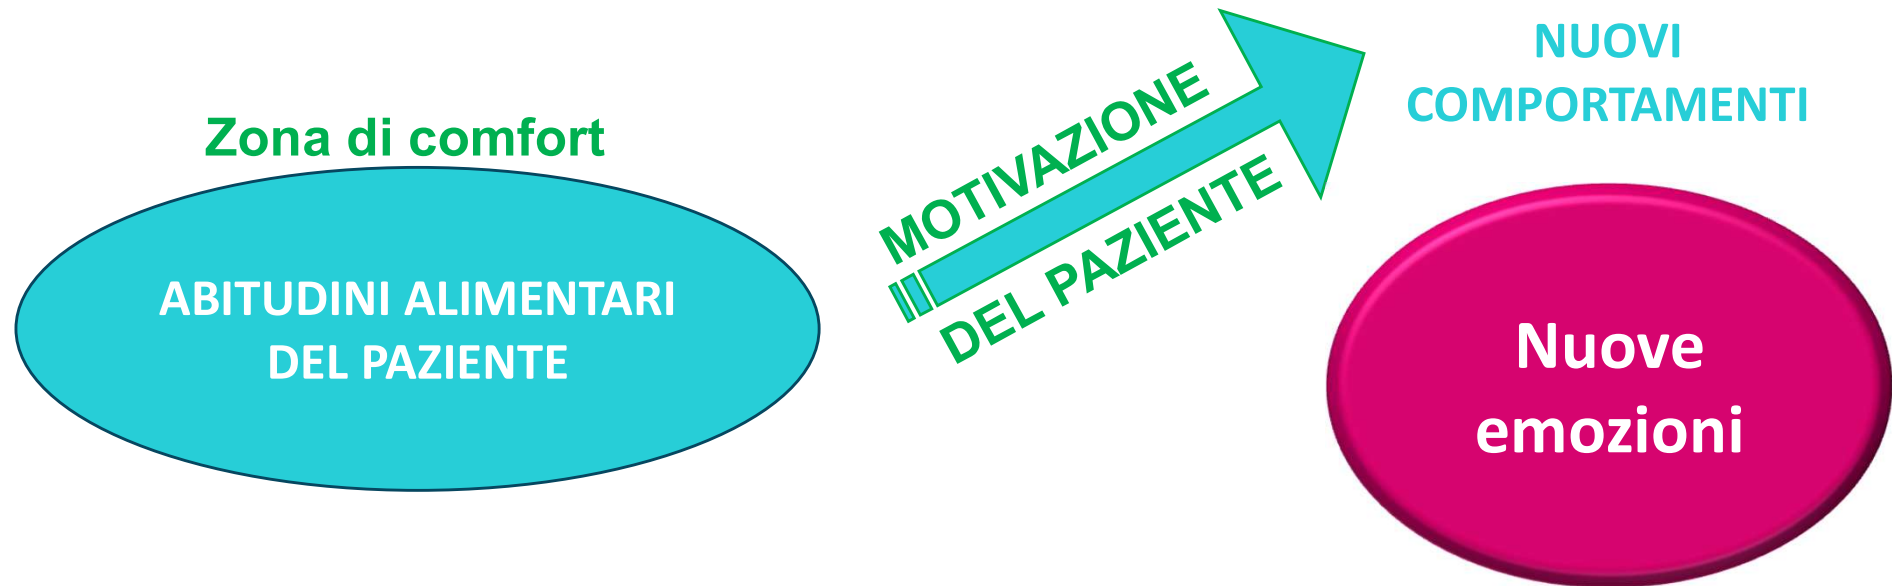 Zona di comfort
ABITUDINI ALIMENTARI
DEL PAZIENTE
MOTIVAZIONE
DEL PAZIENTE
NUOVI
COMPORTAMENTI
Nuove
emozioni